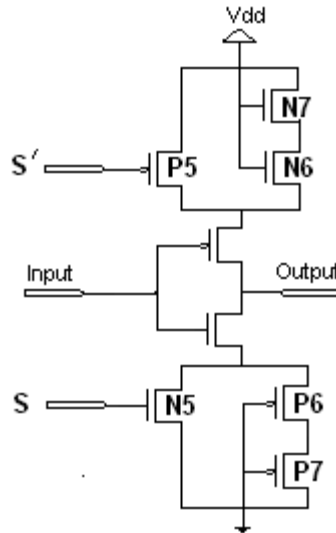 Vdd
N7
S' P5 N6
Input Output
S N5 P6
P7